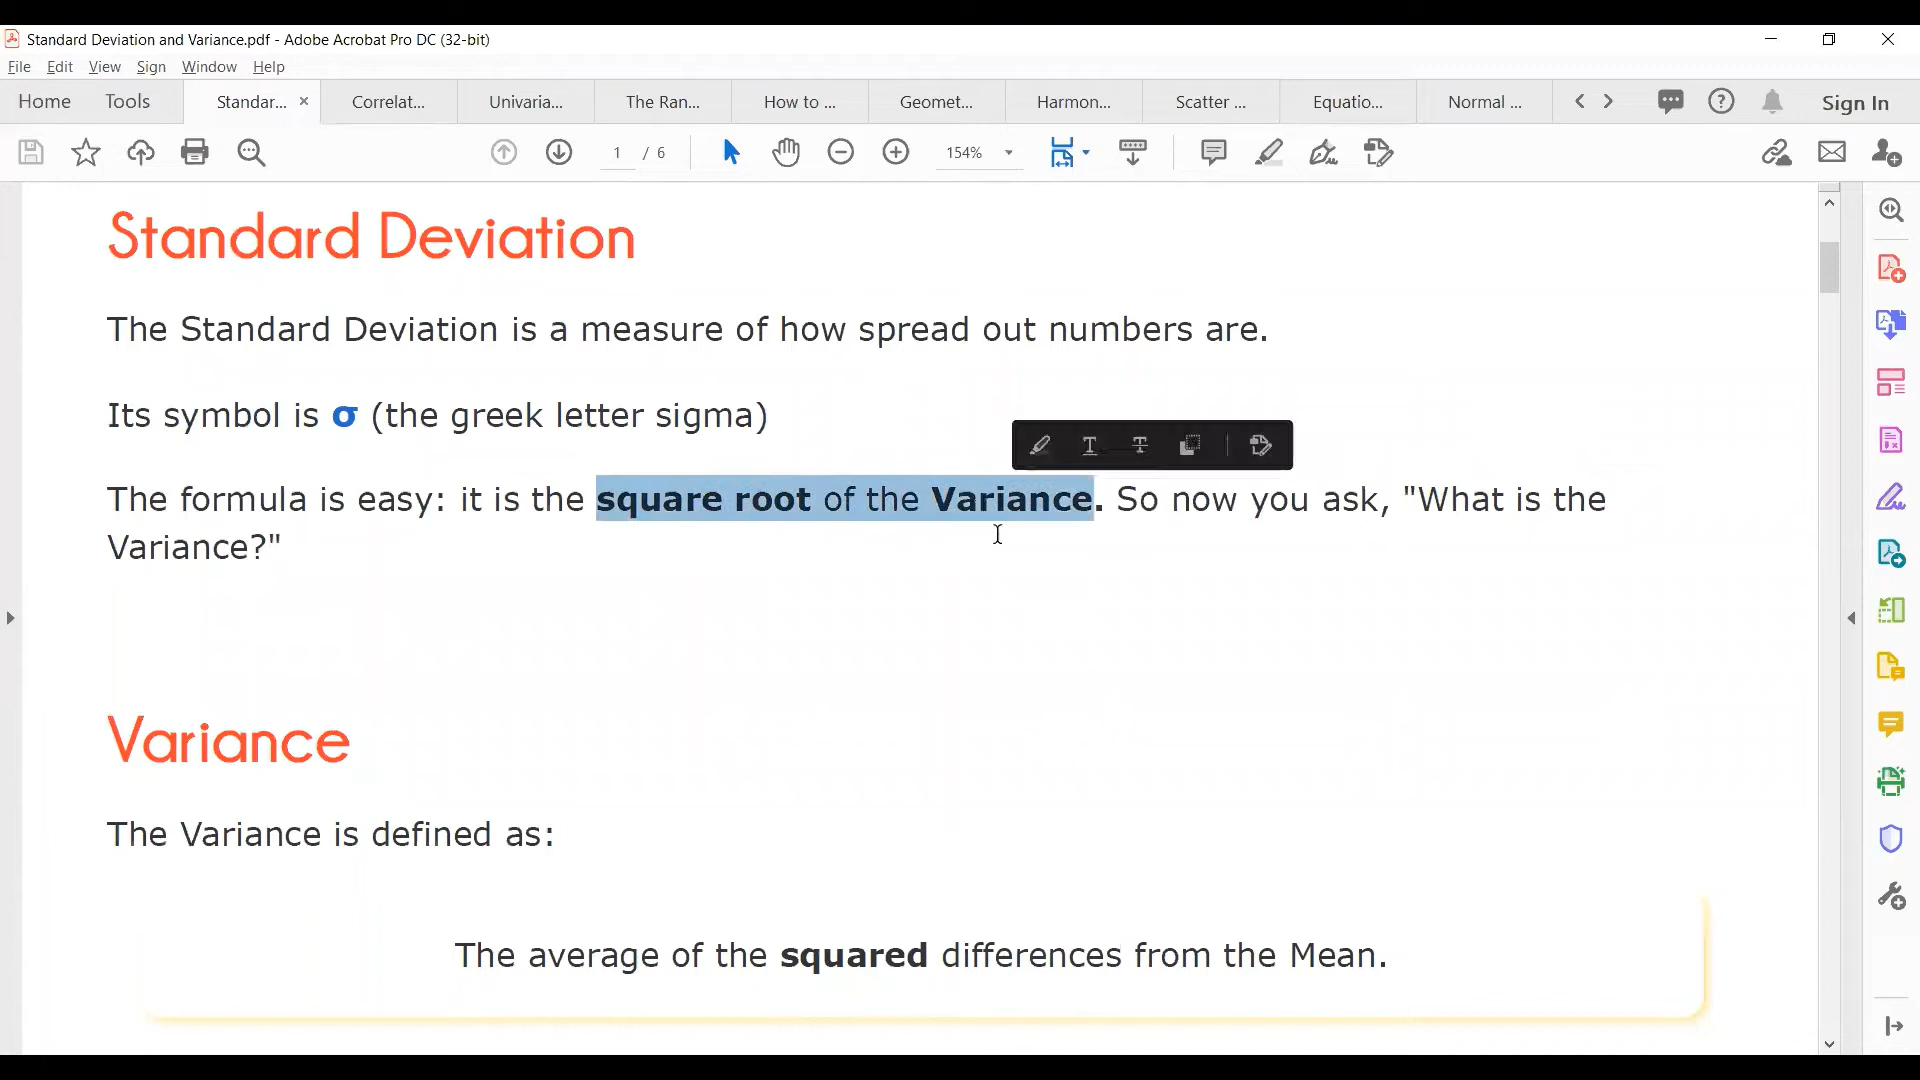 Standard Deviation and Variance.pdf - Adobe Acrobat Pro DC (32-bit)
File Edit View Sign Window Help
Home Tools Standar... × Correlat... Univaria... The Ran... How to ... Geomet... Harmon... Scatter ... Equatio... Normal ... Sign In
1 / 6 154%
Standard Deviation
The Standard Deviation is a measure of how spread out numbers are.
Its symbol is σ (the greek letter sigma)
The formula is easy: it is the square root of the Variance. So now you ask, "What is the
Variance?"
Variance
The Variance is defined as:
The average of the squared differences from the Mean.